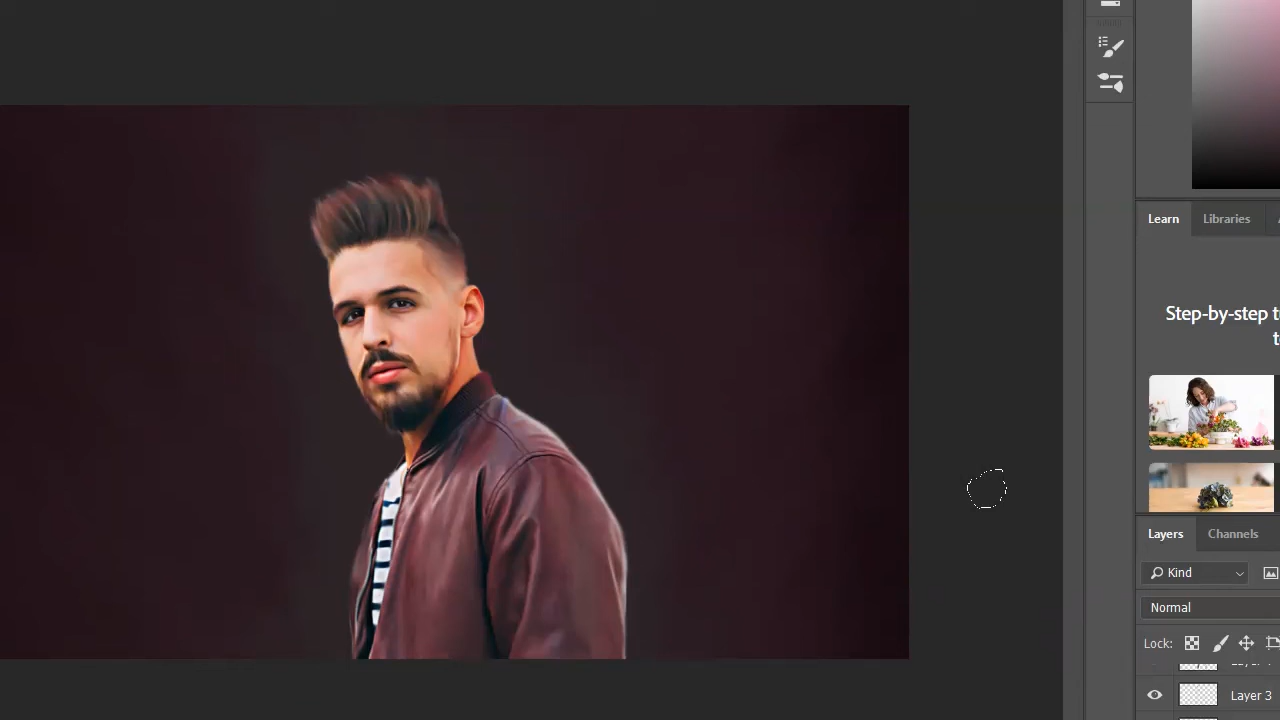 Learn Libraries
Step-by-step
Layers Channels
Kind
Normal
Lock:
Layer 3